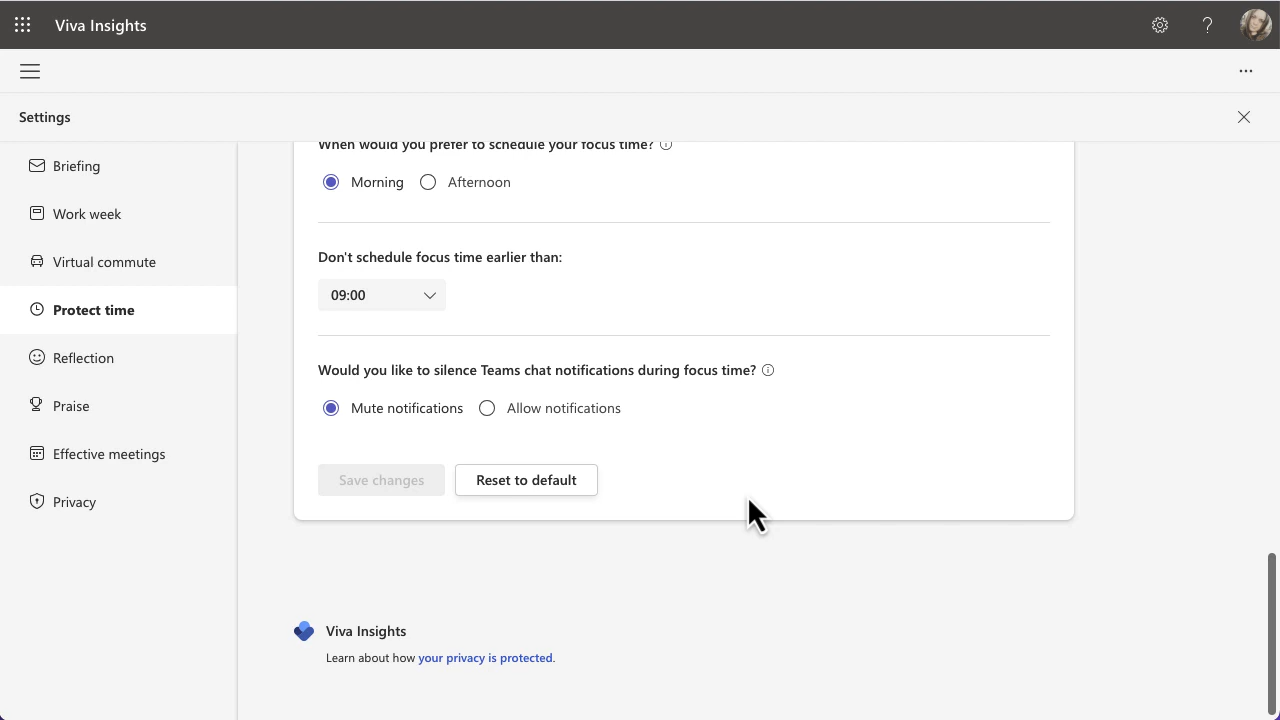 Viva Insights
?
Settings
Briefing
Work week
Virtual commute
Protect time
Reflection
Praise
Effective meetings
Privacy
When would you prefer to schedule your focus time?
Morning Afternoon
Don't schedule focus time earlier than:
09:00
Would you like to silence Teams chat notifications during focus time?
Mute notifications Allow notifications
Save changes Reset to default
Viva Insights
Learn about how your privacy is protected.